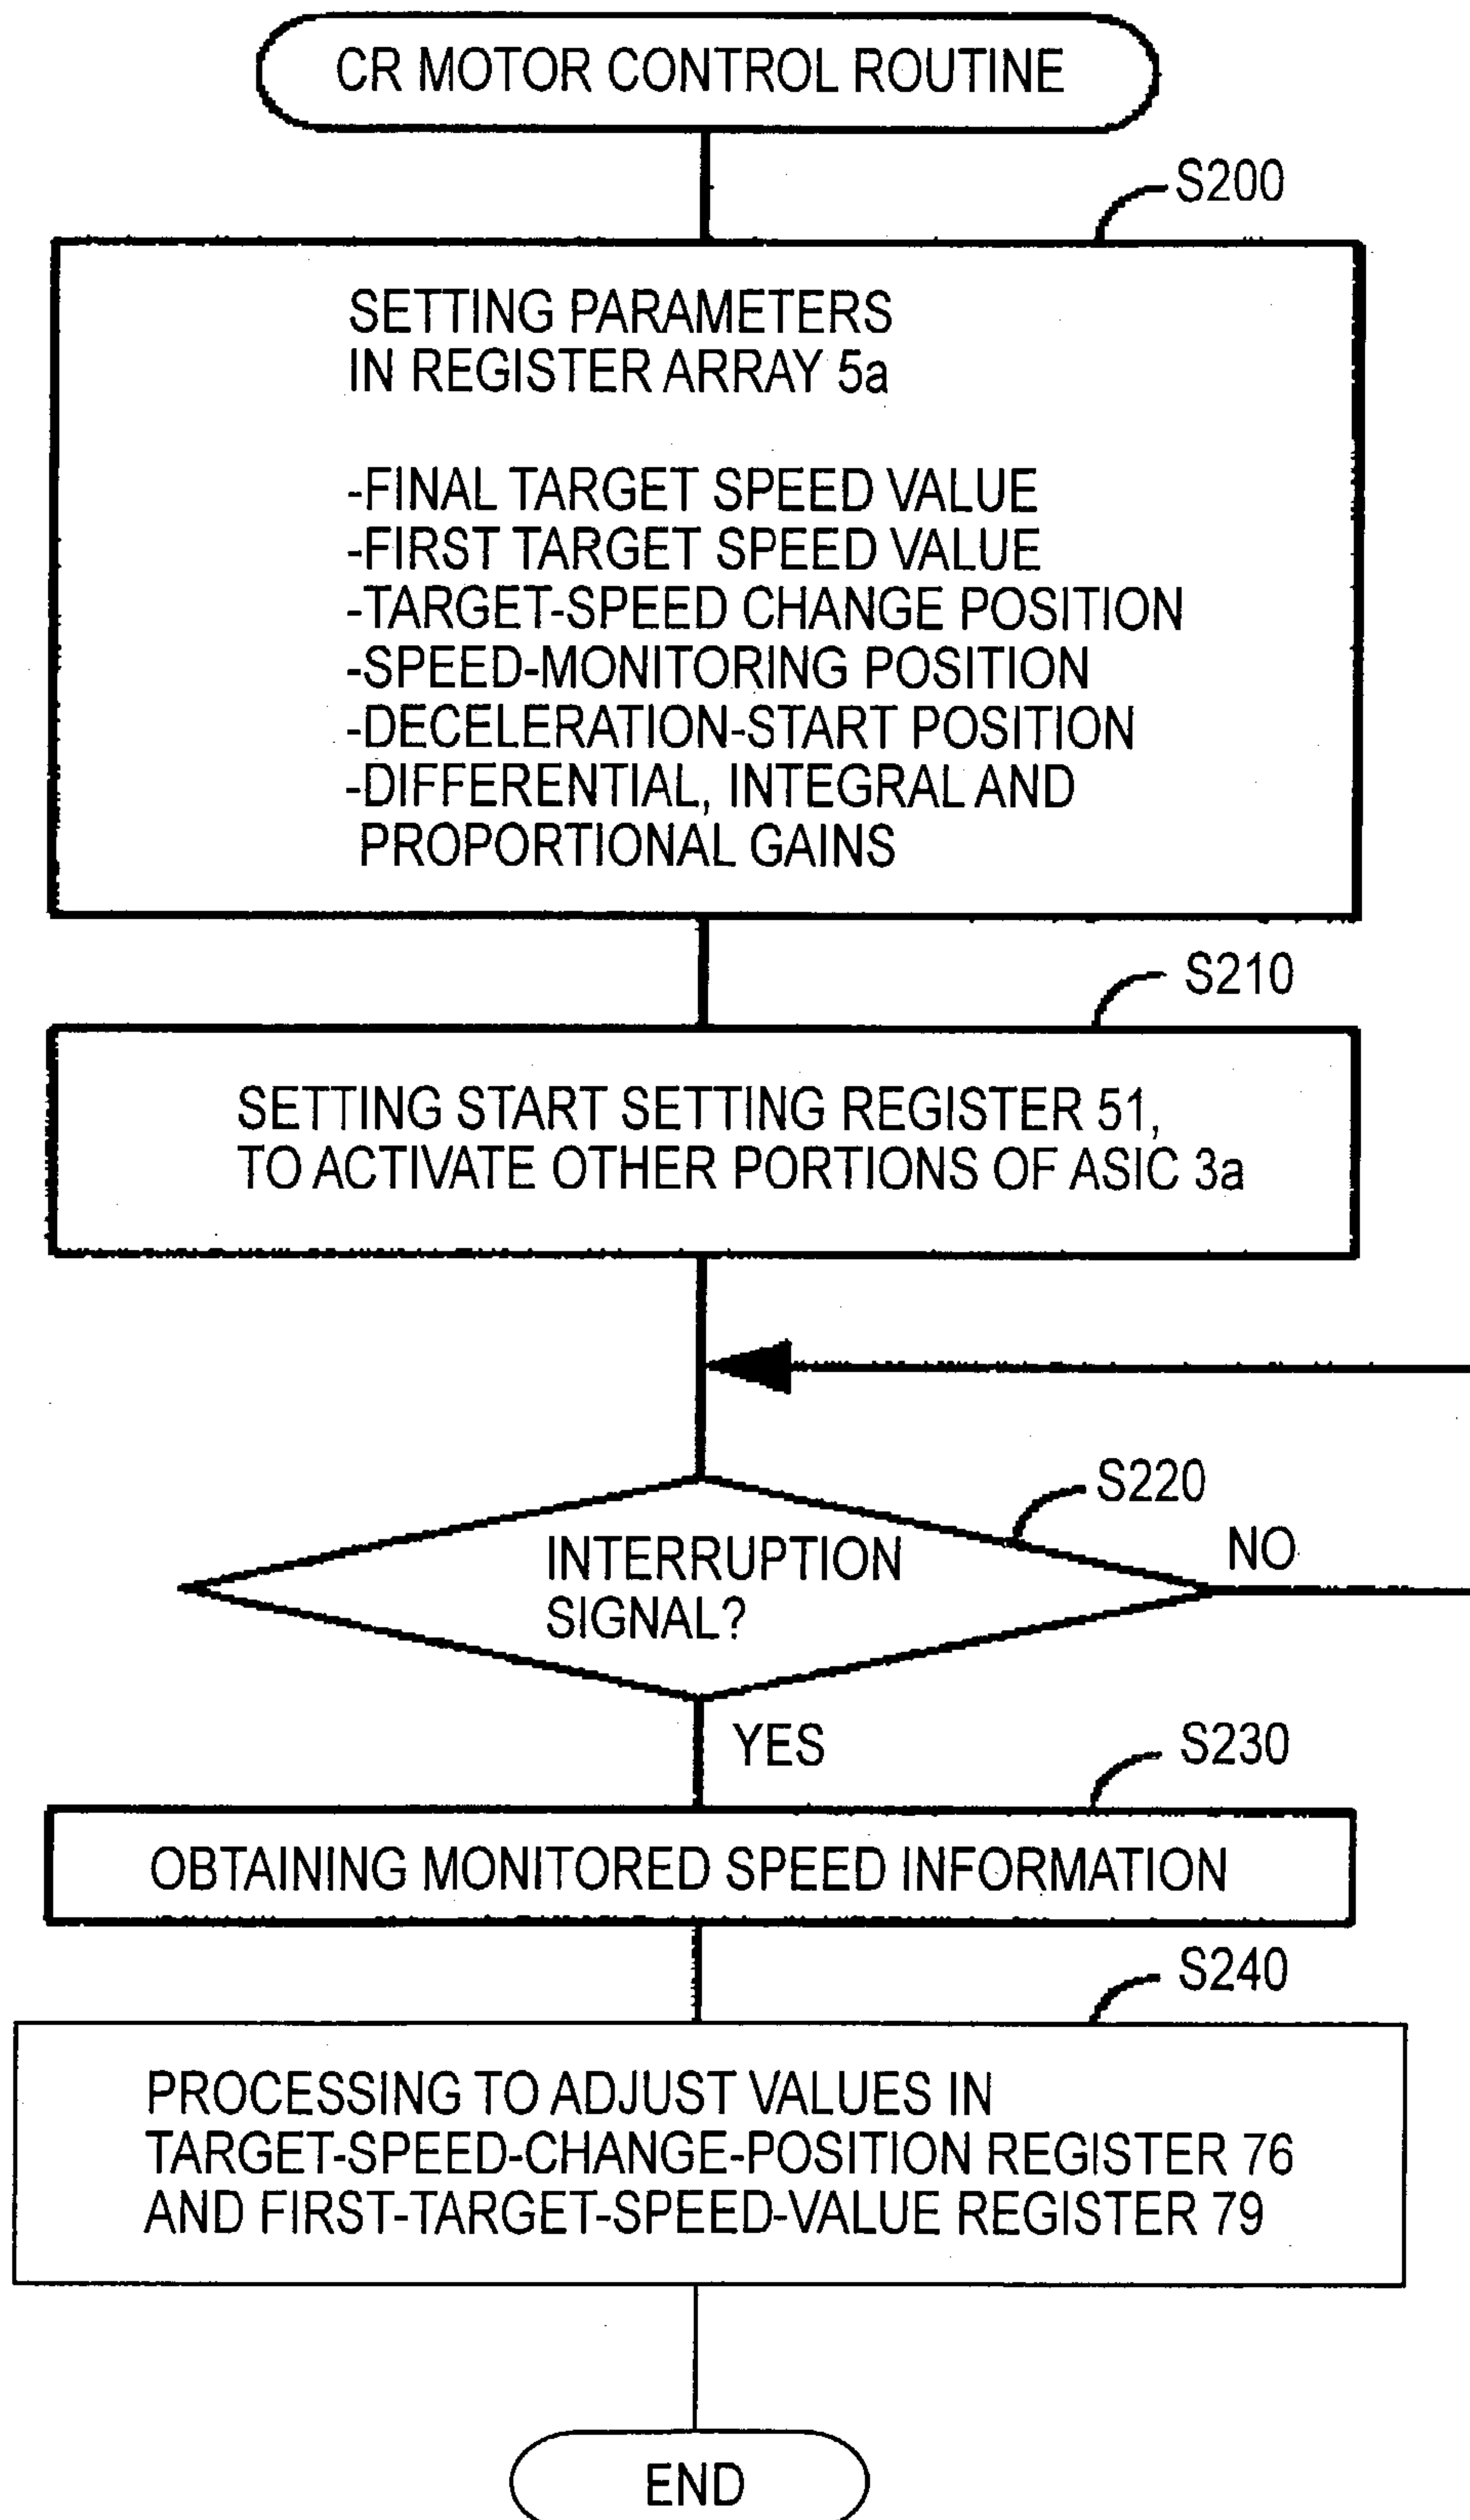 CR MOTOR CONTROL ROUTINE
S200
SETTING PARAMETERS
IN REGISTER ARRAY 5a
-FINAL TARGET SPEED VALUE
-FIRST TARGET SPEED VALUE
-TARGET-SPEED CHANGE POSITION
-SPEED-MONITORING POSITION
-DECELERATION-START POSITION
-DIFFERENTIAL, INTEGRAL AND
PROPORTIONAL GAINS
S210
SETTING START SETTING REGISTER 51,
TO ACTIVATE OTHER PORTIONS OF ASIC 3a
S220
INTERRUPTION
SIGNAL?
NO
YES
S230
OBTAINING MONITORED SPEED INFORMATION
S240
PROCESSING TO ADJUST VALUES IN
TARGET-SPEED-CHANGE-POSITION REGISTER 76
AND FIRST-TARGET-SPEED-VALUE REGISTER 79
END